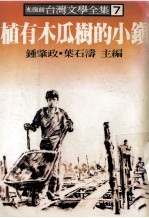 光復前台灣文學全集7
植有木瓜樹的小鎮
鍾肇政・葉石濤 主編